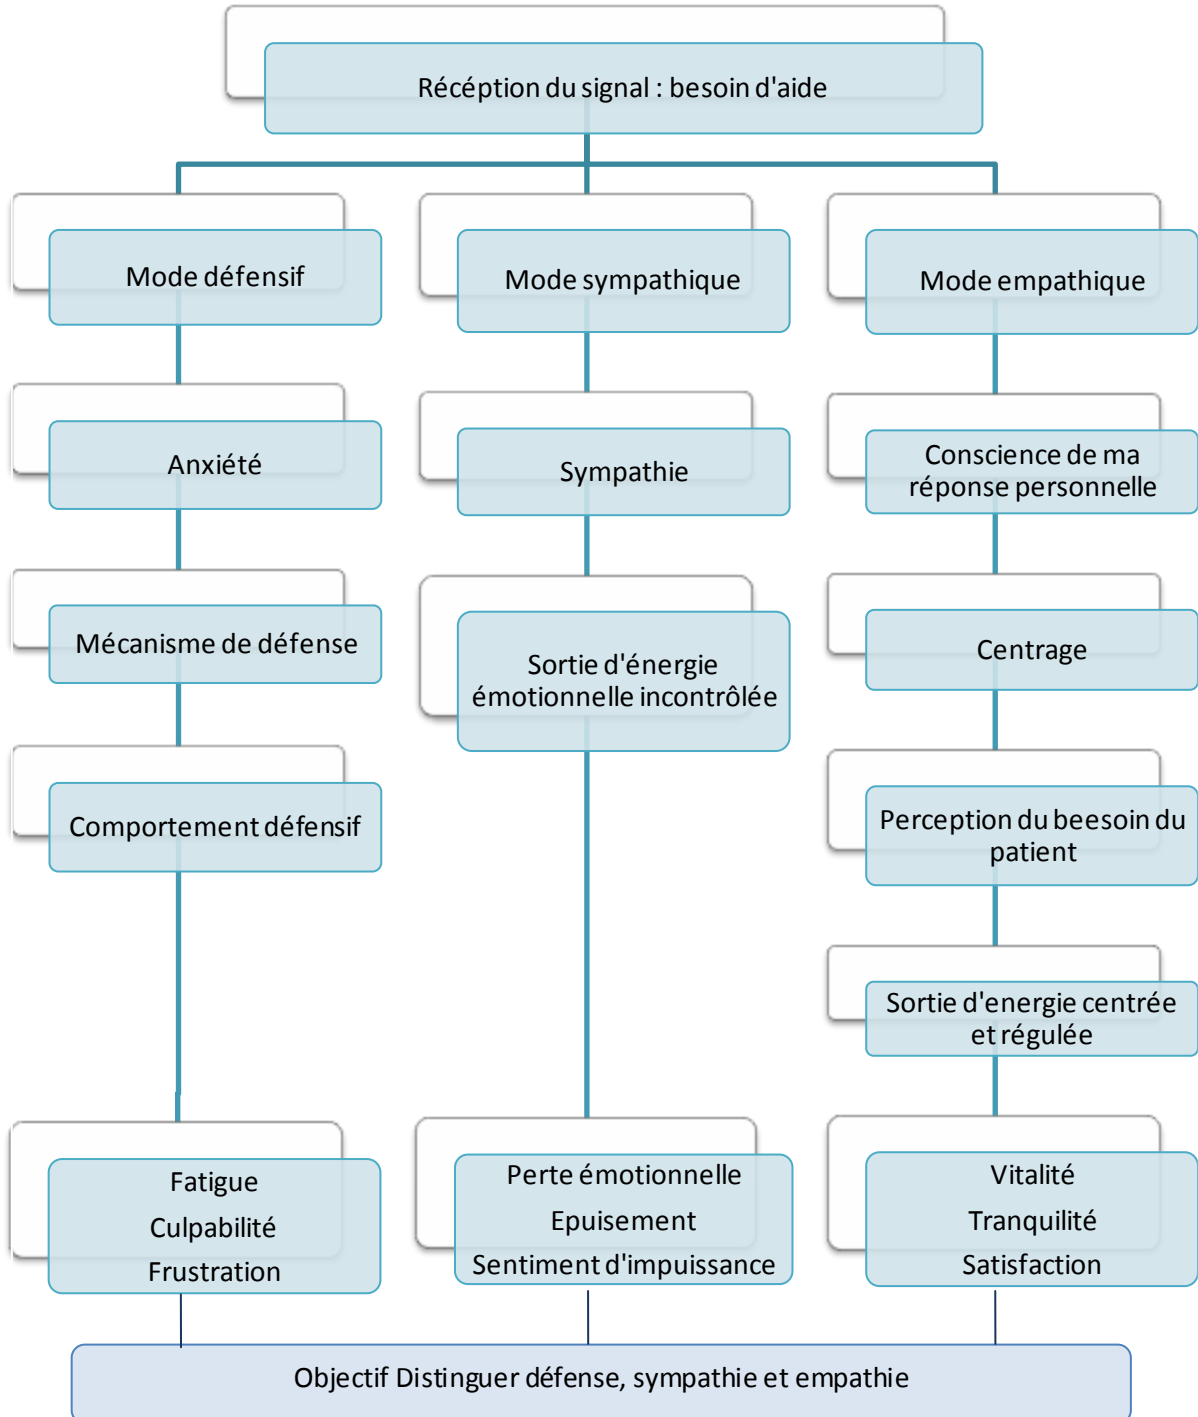 Récéption du signal : besoin d'aide
Mode défensif
Anxiété
Mécanisme de défense
Comportement défensif
Fatigue
Culpabilité
Frustration
Mode sympathique
Sympathie
Sortie d'énergie
émotionnelle incontrôlée
Perte émotionnelle
Epuisement
Sentiment d'impuissance
Mode empathique
Conscience de ma
réponse personnelle
Centrage
Perception du beesoin du
patient
Sortie d'energie centrée
et régulée
Vitalité
Tranquilité
Satisfaction
Objectif Distinguer défense, sympathie et empathie